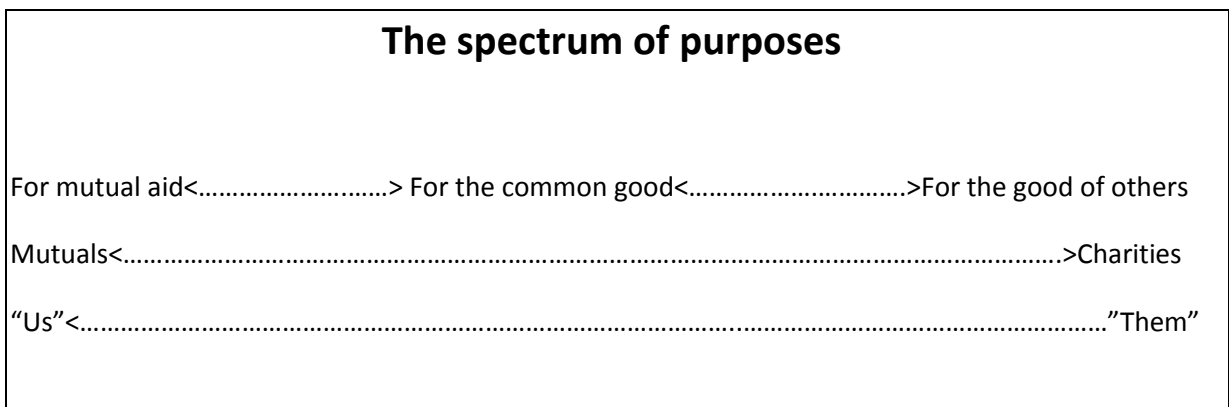 The spectrum of purposes
For mutual aid<…………………..……> For the common good<…………………………….>For the good of others
Mutuals<………………………………………………………………………………………………………………………….>Charities
“Us”<……………………………………………………………………………………..………………………………………………”Them”